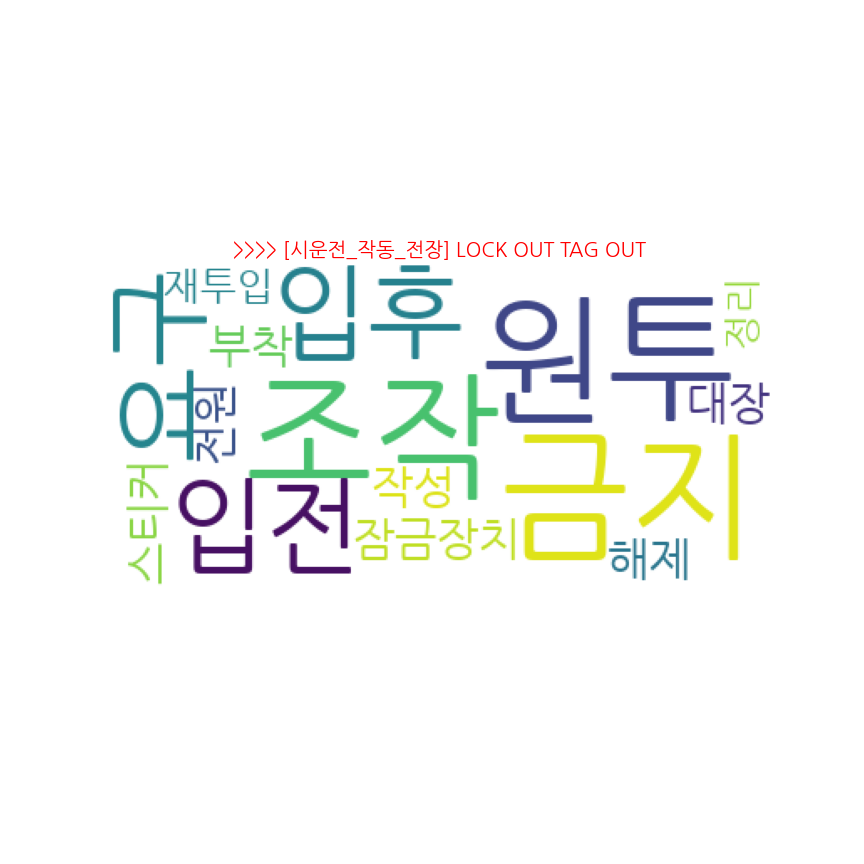 >>>> [시운전_작동_전장] LOCK OUT TAG OUT
재투입
입후
구요
원투
정리
부착
대장
조작
전원
금지
작성
스티커
입전
잠금장치
해제